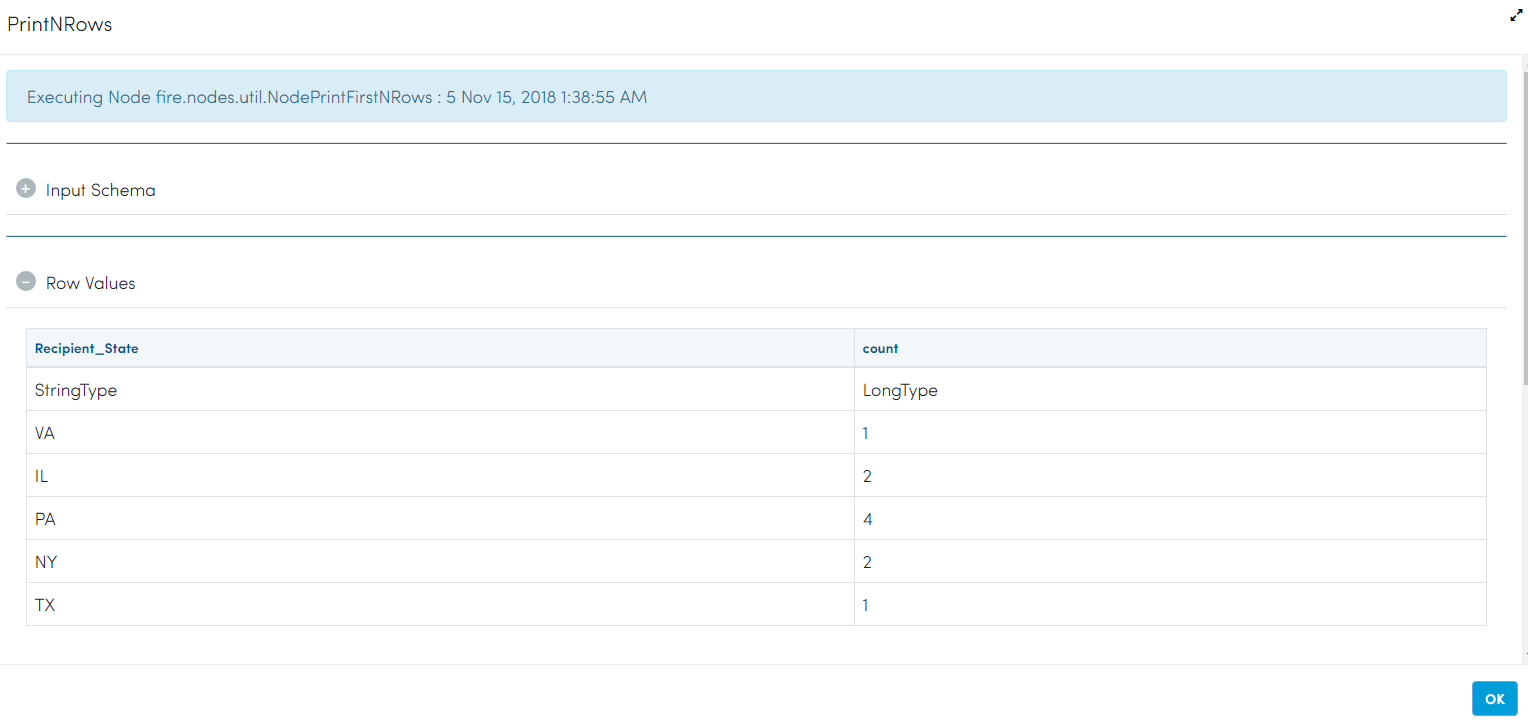 PrintNRows
Executing Node fire.nodes.util.NodePrintFirstNRows : 5 Nov 15, 2018 1:38:55 AM
Input Schema
Row Values
Recipient_State count
StringType LongType
VA 1
IL 2
PA 4
NY 2
TX 1
OK